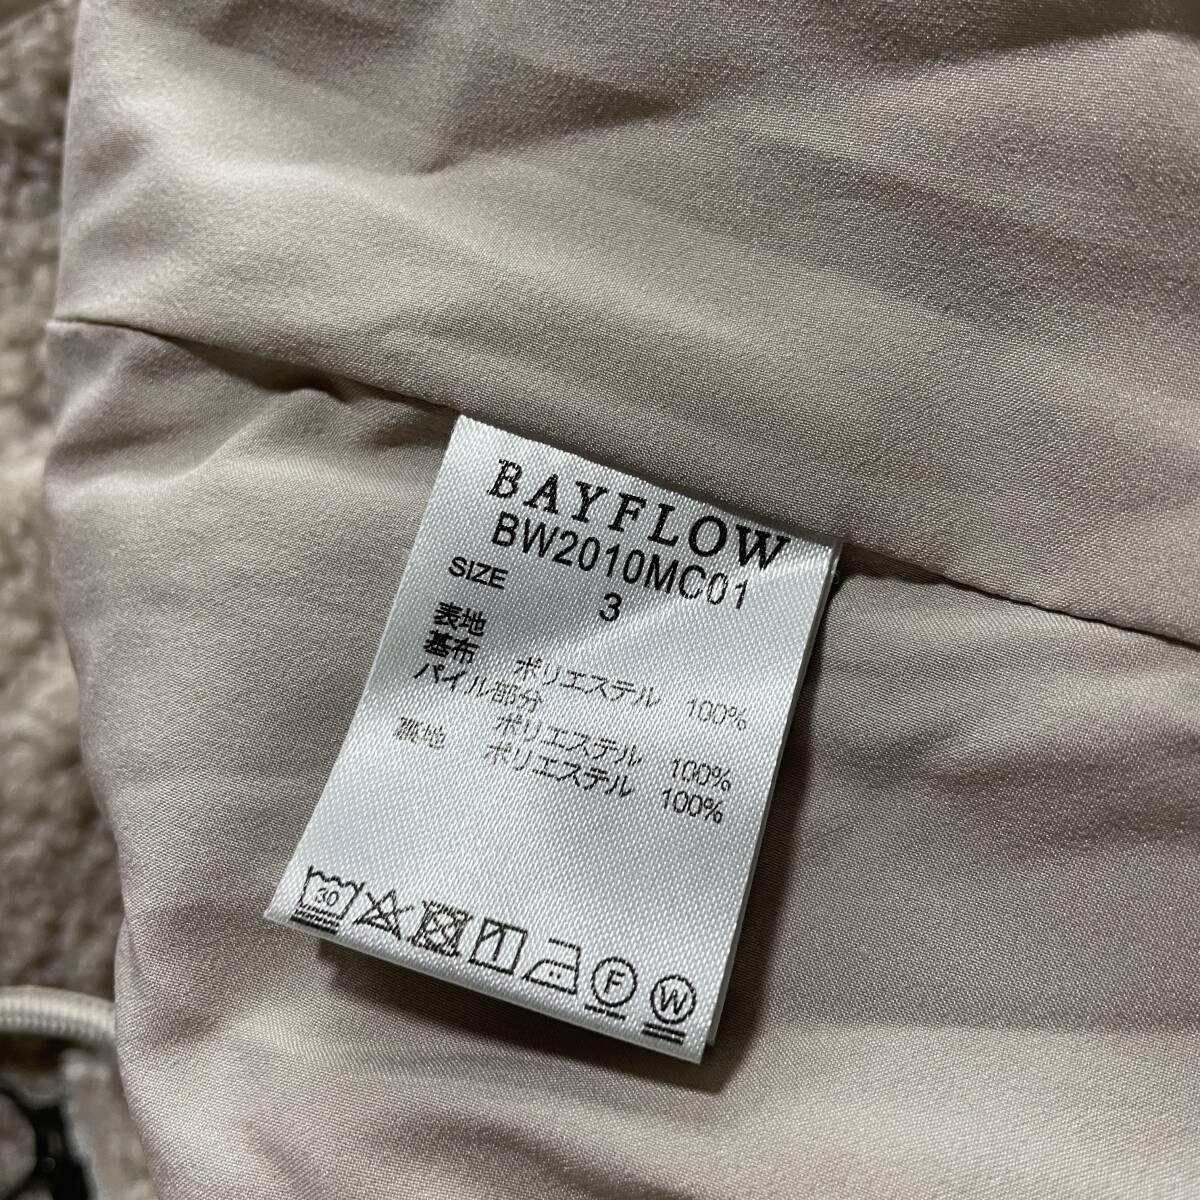 BAYFLOW
BW2010MC01
SIZE 3
表地
基布 ポリエステル 100%
パイル部分
ポリエステル 100%
裏地 ポリエステル 100%
30
F
W